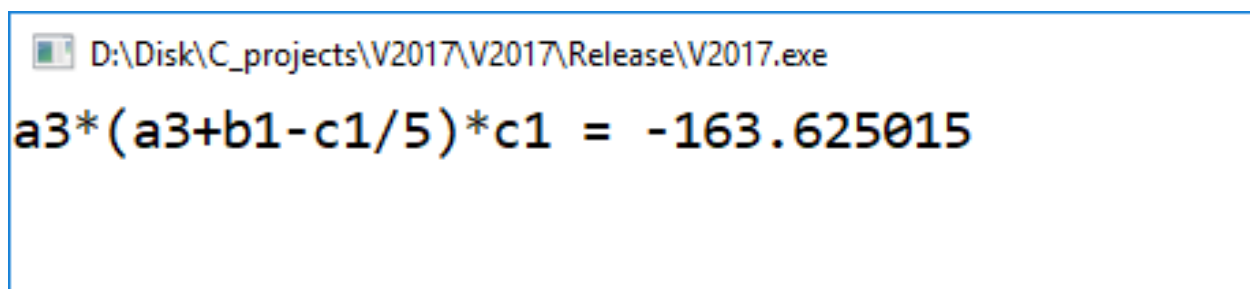 D:\Disk\C_projects\V2017\V2017\Release\V2017.exe
a3*(a3+b1-c1/5)*c1 = -163.625015